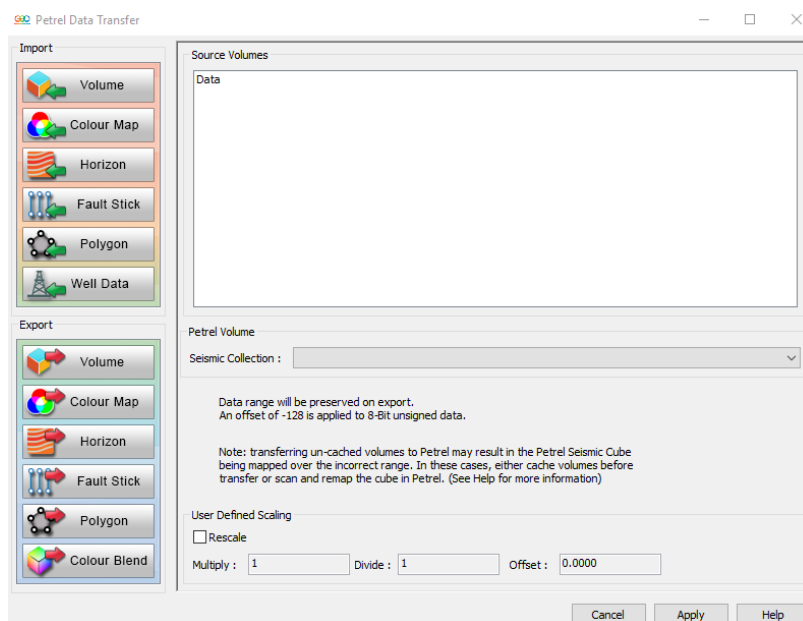 GEO Petrel Data Transfer
Import
Volume
Colour Map
Horizon
Fault Stick
Polygon
Well Data
Export
Volume
Colour Map
Horizon
Fault Stick
Polygon
Colour Blend
Source Volumes
Data
Petrel Volume
Seismic Collection :
Data range will be preserved on export.
An offset of -128 is applied to 8-Bit unsigned data.
Note: transferring un-cached volumes to Petrel may result in the Petrel Seismic Cube
being mapped over the incorrect range. In these cases, either cache volumes before
transfer or scan and remap the cube in Petrel. (See Help for more information)
User Defined Scaling
Rescale
Multiply : 1 Divide : 1 Offset : 0.0000
Cancel Apply Help